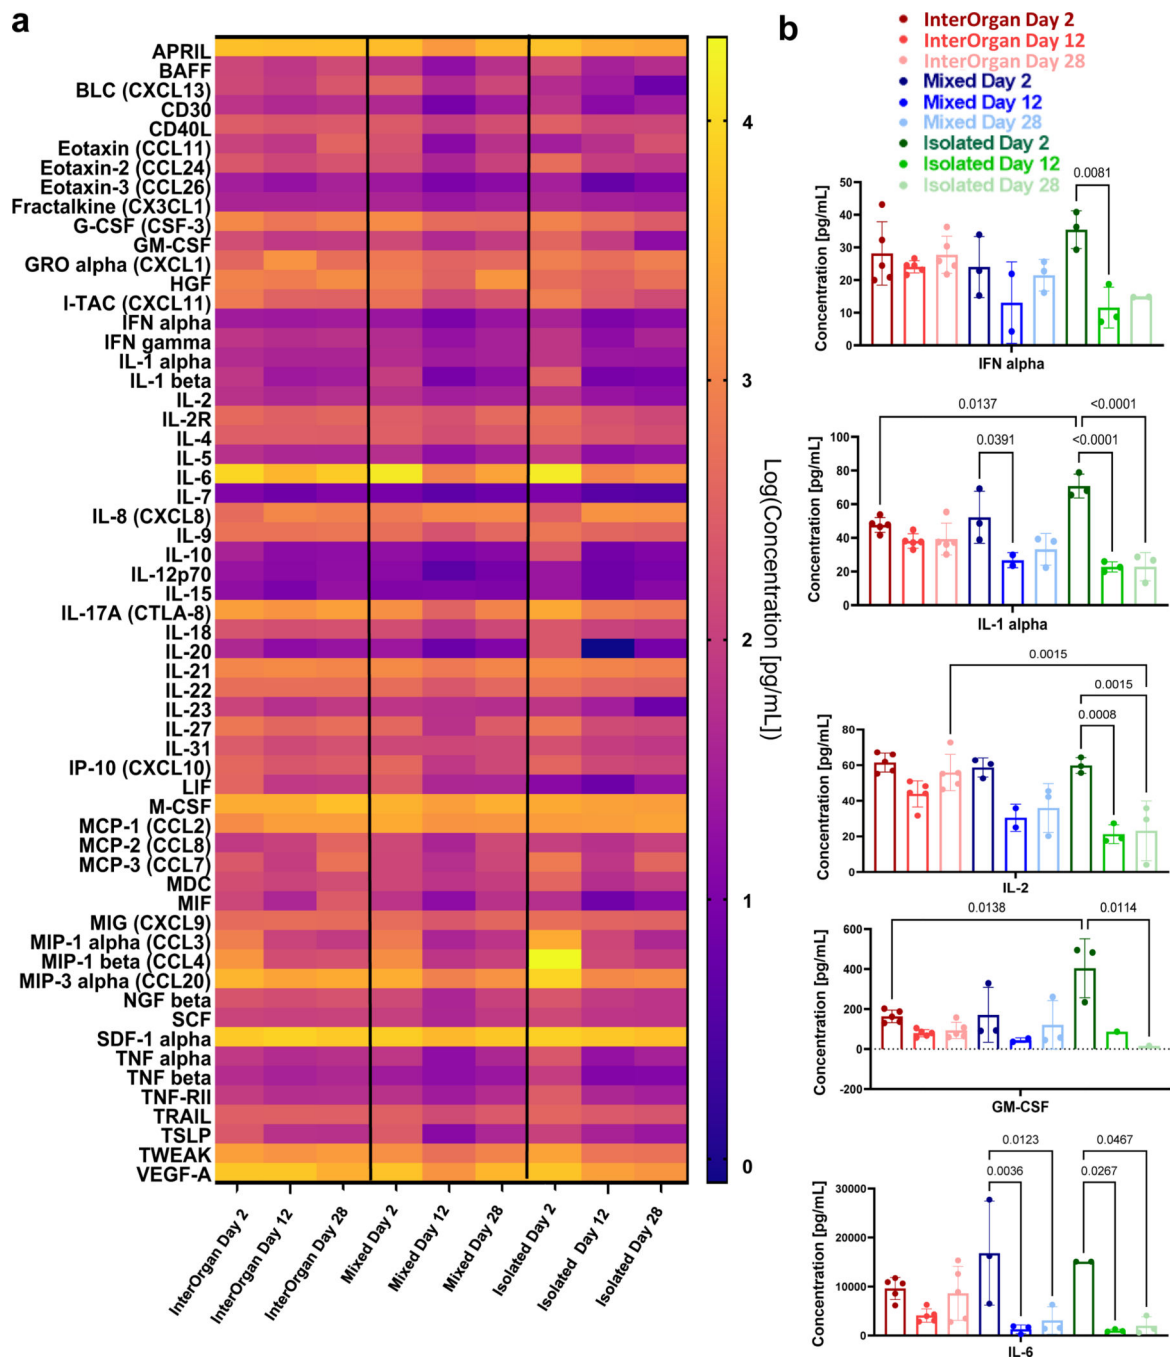 a
APRIL
BAFF
BLC (CXCL13)
CD30
CD40L
Eotaxin (CCL11)
Eotaxin-2 (CCL24)
Eotaxin-3 (CCL26)
Fractalkine (CX3CL1)
G-CSF (CSF-3)
GM-CSF
GRO alpha (CXCL1)
HGF
I-TAC (CXCL11)
IFN alpha
IFN gamma
IL-1 alpha
IL-1 beta
IL-2
IL-2R
IL-4
IL-5
IL-6
IL-7
IL-8 (CXCL8)
IL-9
IL-10
IL-12p70
IL-15
IL-17A (CTLA-8)
IL-18
IL-20
IL-21
IL-22
IL-23
IL-27
IL-31
IP-10 (CXCL10)
LIF
M-CSF
MCP-1 (CCL2)
MCP-2 (CCL8)
MCP-3 (CCL7)
MDC
MIF
MIG (CXCL9)
MIP-1 alpha (CCL3)
MIP-1 beta (CCL4)
MIP-3 alpha (CCL20)
NGF beta
SCF
SDF-1 alpha
TNF alpha
TNF beta
TNF-RII
TRAIL
TSLP
TWEAK
VEGF-A
InterOrgan Day 2
InterOrgan Day 12
InterOrgan Day 28
Mixed Day 2
Mixed Day 12
Mixed Day 28
Isolated Day 2
Isolated Day 12
Isolated Day 28
4
3
2
1
0
Log(Concentration [pg/mL])
b
InterOrgan Day 2
InterOrgan Day 12
InterOrgan Day 28
Mixed Day 2
Mixed Day 12
Mixed Day 28
Isolated Day 2
Isolated Day 12
Isolated Day 28
0.0081
50
40
30
20
10
0
Concentration [pg/mL]
IFN alpha
0.0137
<0.0001
0.0391
<0.0001
100
80
60
40
20
0
Concentration [pg/mL]
IL-1 alpha
0.0015
0.0015
0.0008
80
60
40
20
0
Concentration [pg/mL]
IL-2
0.0138
0.0114
600
400
200
0
-200
Concentration [pg/mL]
GM-CSF
0.0123
0.0467
0.0036
0.0267
30000
20000
10000
0
Concentration [pg/mL]
IL-6